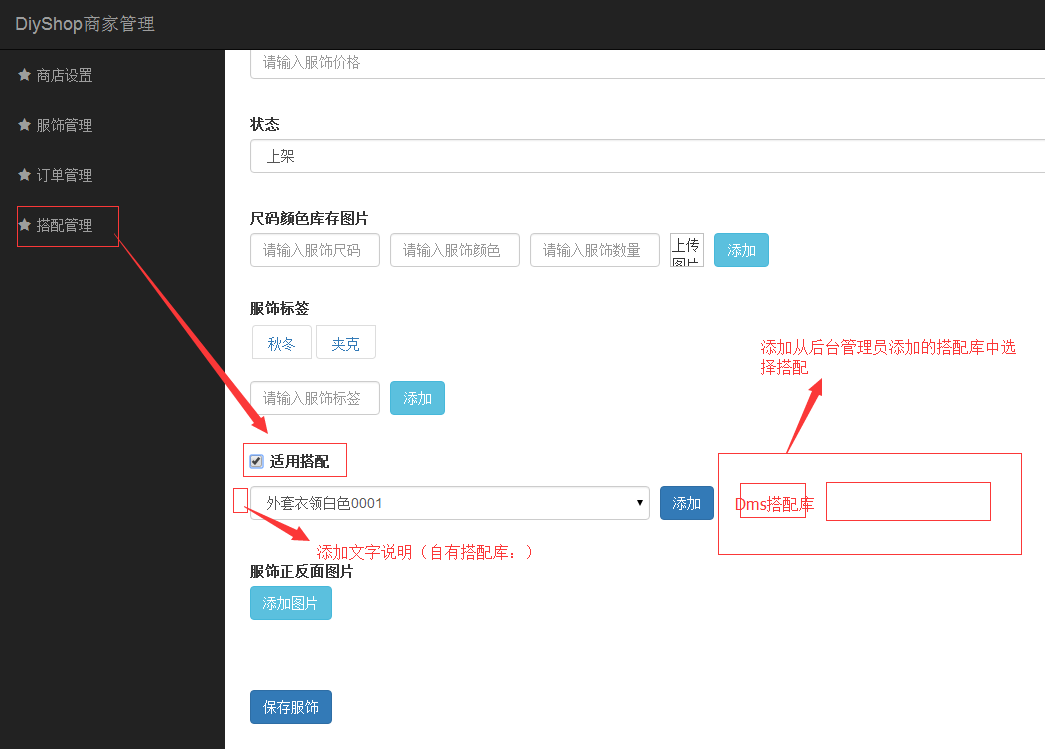 DiyShop商家管理
商店设置
服饰管理
订单管理
搭配管理
请输入服饰价格
状态
上架
尺码颜色库存图片
请输入服饰尺码
请输入服饰颜色
请输入服饰数量
上传
图片
添加
服饰标签
秋冬
夹克
请输入服饰标签
添加
添加从后台管理员添加的搭配库中选
择搭配
适用搭配
外套衣领白色0001
添加
Dms搭配库
添加文字说明（自有搭配库：）
服饰正反面图片
添加图片
保存服饰